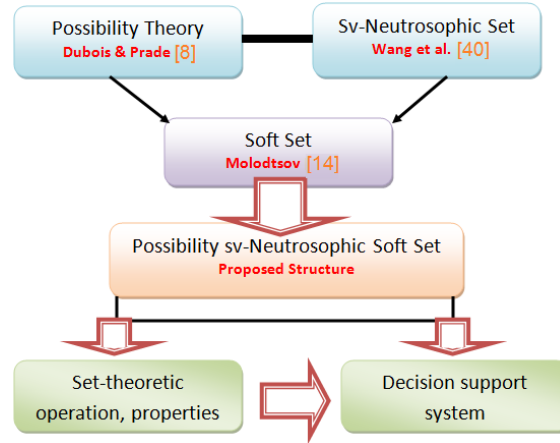 Possibility Theory
Dubois & Prade [8]
Sv-Neutrosophic Set
Wang et al. [40]
Soft Set
Molodtsov [14]
Possibility sv-Neutrosophic Soft Set
Proposed Structure
Set-theoretic
operation, properties
Decision support
system